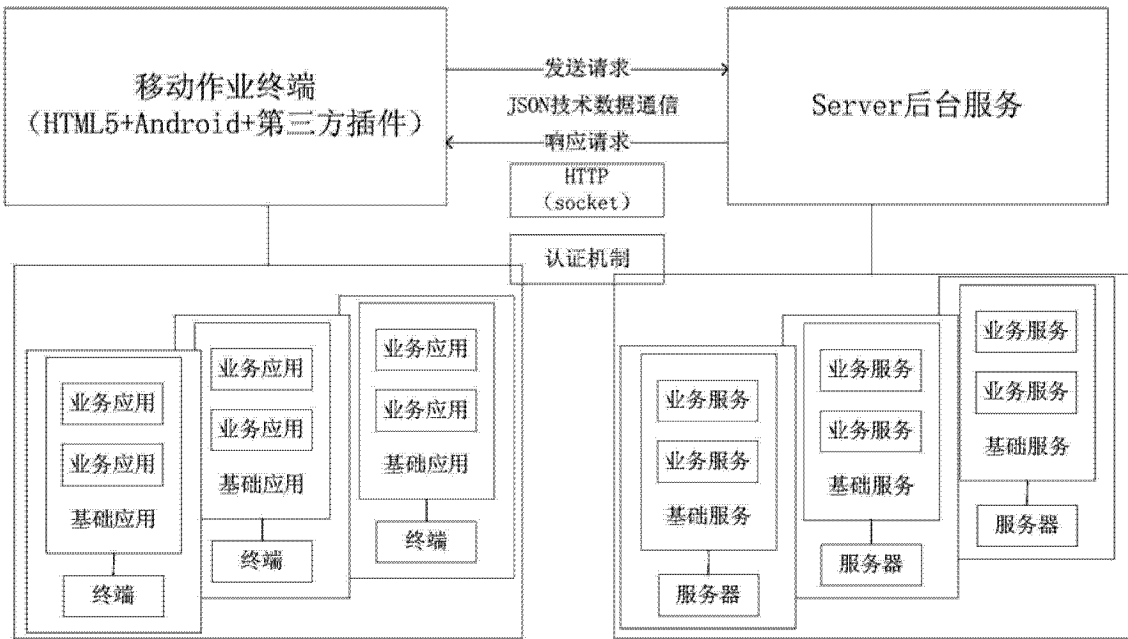 移动作业终端
（HTML5+Android+第三方插件）
发送请求
JSON技术数据通信
响应请求
HTTP
（socket）
认证机制
Server后台服务
业务应用
业务应用
基础应用
终端
业务应用
业务应用
基础应用
终端
业务应用
业务应用
基础应用
终端
业务服务
业务服务
基础服务
服务器
业务服务
业务服务
基础服务
服务器
业务服务
业务服务
基础服务
服务器